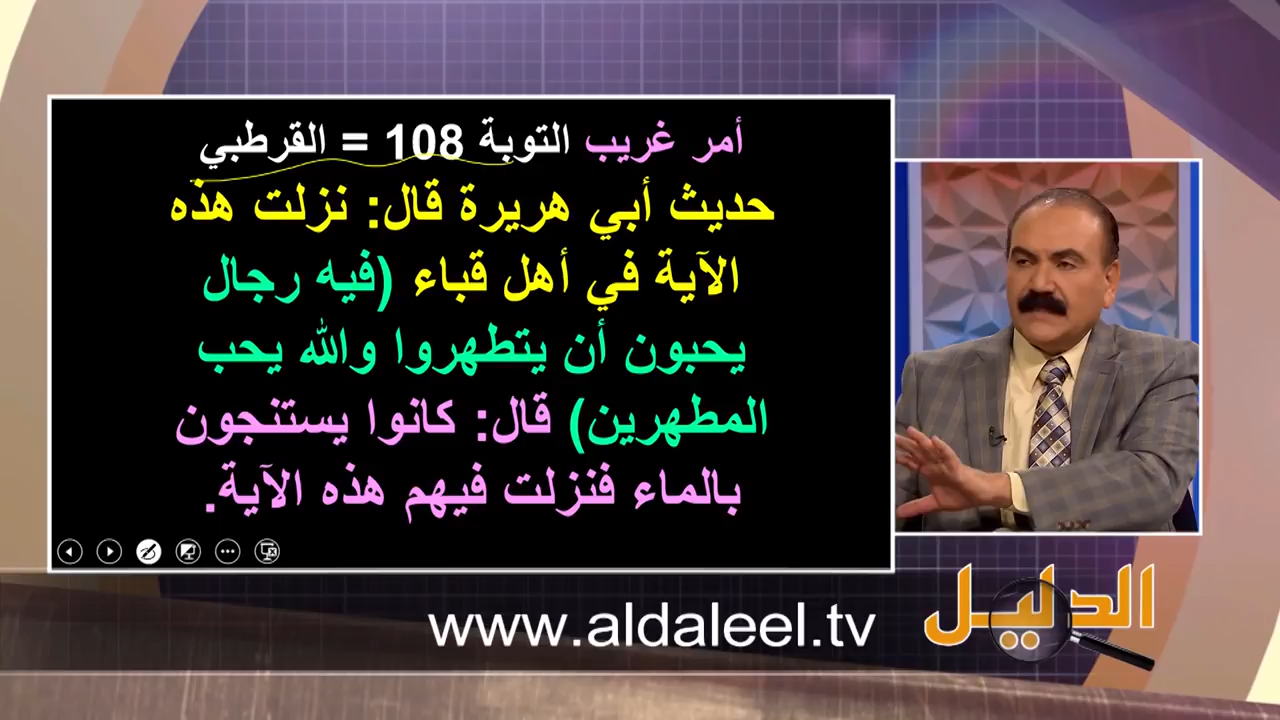 أمر غريب التوبة 108 = القرطبي
حديث أبي هريرة قال: نزلت هذه
الآية في أهل قباء (فيه رجال
يحبون أن يتطهروا والله يحب
المطهرين) قال: كانوا يستنجون
بالماء فنزلت فيهم هذه الآية.
الدليل
www.aldaleel.tv